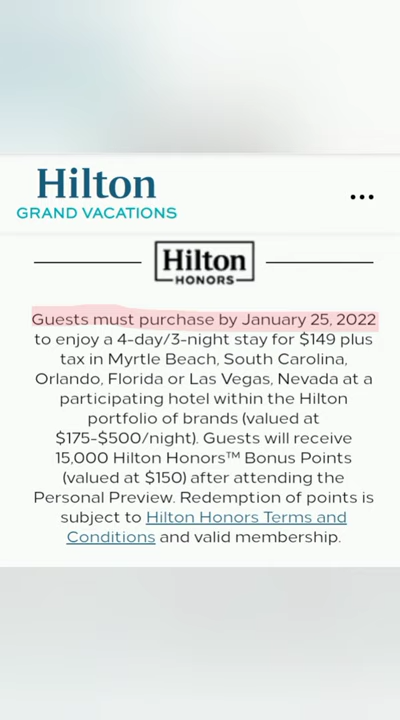 Hilton
GRAND VACATIONS
...
Hilton
HONORS
Guests must purchase by January 25, 2022
to enjoy a 4-day/3-night stay for $149 plus
tax in Myrtle Beach, South Carolina,
Orlando, Florida or Las Vegas, Nevada at a
participating hotel within the Hilton
portfolio of brands (valued at
$175-$500/night). Guests will receive
15,000 Hilton Honors™ Bonus Points
(valued at $150) after attending the
Personal Preview. Redemption of points is
subject to Hilton Honors Terms and
Conditions and valid membership.